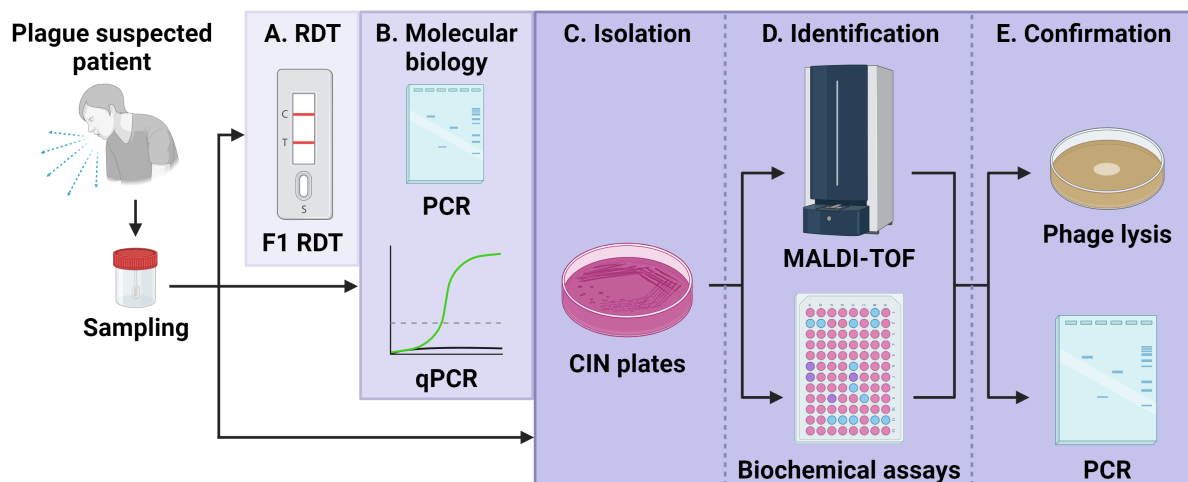 Plague suspected
patient
Sampling
A. RDT
C
T
S
F1 RDT
B. Molecular
biology
PCR
qPCR
C. Isolation
CIN plates
D. Identification
MALDI-TOF
Biochemical assays
E. Confirmation
Phage lysis
PCR